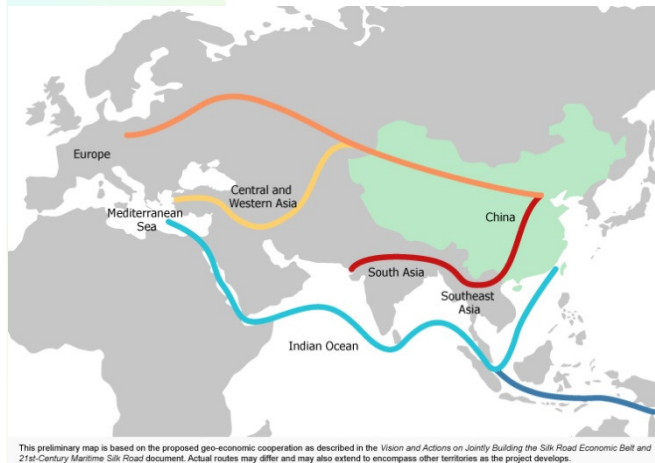 Europe
Central and
Western Asia
Mediterranean
Sea
China
South Asia
Southeast
Asia
Indian Ocean
This preliminary map is based on the proposed geo-economic cooperation as described in the Vision and Actions on Jointly Building the Silk Road Economic Belt and
21st-Century Maritime Silk Road document. Actual routes may differ and may also extend to encompass other territories as the project develops.